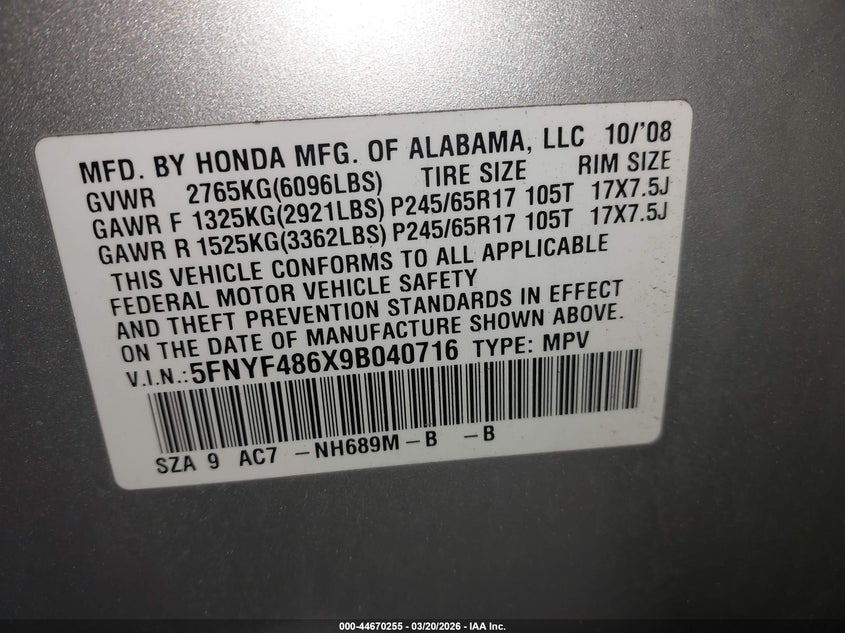 MFD. BY HONDA MFG. OF ALABAMA, LLC 10/'08
GVWR 2765KG(6096LBS) TIRE SIZE RIM SIZE
GAWR F 1325KG(2921LBS) P245/65R17 105T 17X7.5J
GAWR R 1525KG(3362LBS) P245/65R17 105T 17X7.5J
THIS VEHICLE CONFORMS TO ALL APPLICABLE
FEDERAL MOTOR VEHICLE SAFETY
AND THEFT PREVENTION STANDARDS IN EFFECT
ON THE DATE OF MANUFACTURE SHOWN ABOVE.
V.I.N.:5FNYF486X9B040716 TYPE: MPV
SZA 9 AC7 -NH689M-B -B
000-44670255 - 03/20/2026 - IAA Inc.